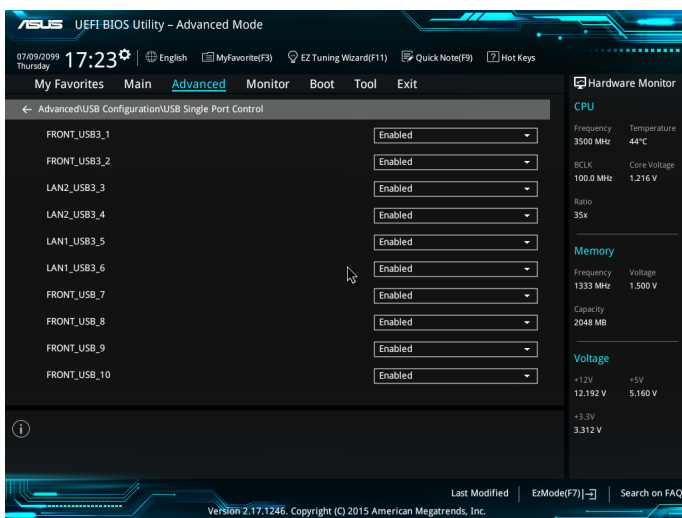 ASUS UEFI BIOS Utility – Advanced Mode
07/09/2099 Thursday 17:23 English MyFavorite(F3) EZ Tuning Wizard(F11) Quick Note(F9) ? Hot Keys
My Favorites Main Advanced Monitor Boot Tool Exit
← Advanced\USB Configuration\USB Single Port Control
FRONT_USB3_1 Enabled
FRONT_USB3_2 Enabled
LAN2_USB3_3 Enabled
LAN2_USB3_4 Enabled
LAN1_USB3_5 Enabled
LAN1_USB3_6 Enabled
FRONT_USB_7 Enabled
FRONT_USB_8 Enabled
FRONT_USB_9 Enabled
FRONT_USB_10 Enabled
Hardware Monitor
CPU
Frequency Temperature
3500 MHz 44°C
BCLK Core Voltage
100.0 MHz 1.216 V
Ratio
35x
Memory
Frequency Voltage
1333 MHz 1.500 V
Capacity
2048 MB
Voltage
+12V +5V
12.192 V 5.160 V
+3.3V
3.312 V
Last Modified EzMode(F7) Search on FAQ
Version 2.17.1246. Copyright (C) 2015 American Megatrends, Inc.